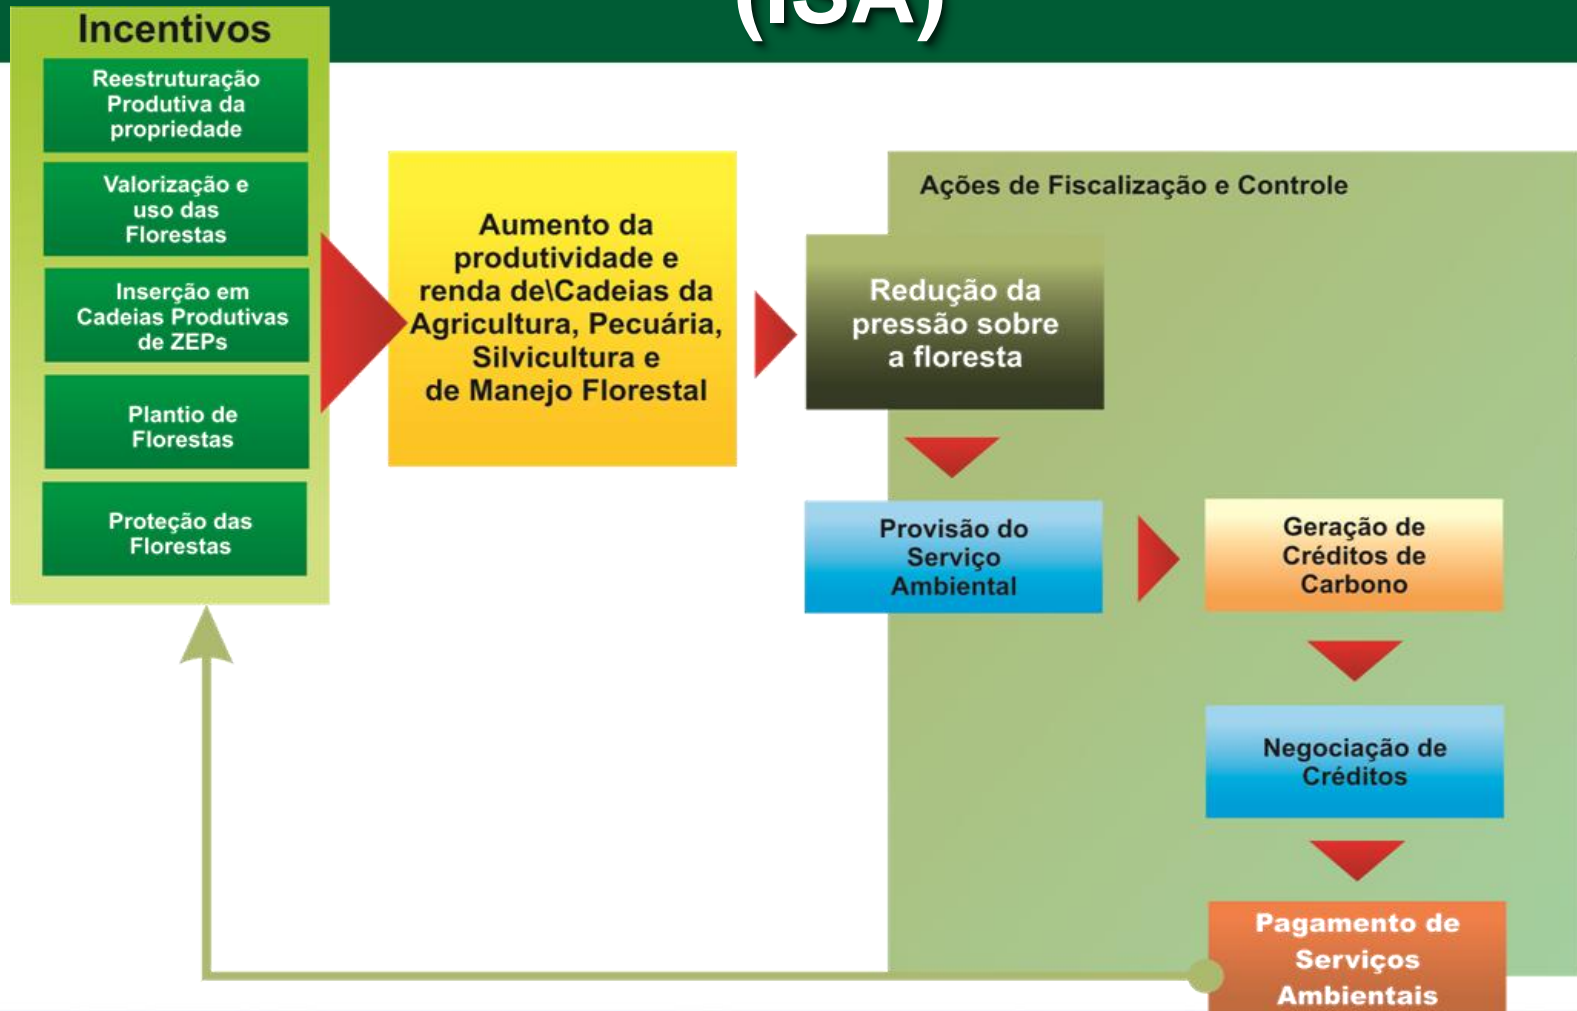 (ISA)
Incentivos
Reestruturação
Produtiva da
propriedade
Valorização e
uso das
Florestas
Inserção em
Cadeias Produtivas
de ZEPs
Plantio de
Florestas
Proteção das
Florestas
Aumento da
produtividade e
renda de\Cadeias da
Agricultura, Pecuária,
Silvicultura e
de Manejo Florestal
Ações de Fiscalização e Controle
Redução da
pressão sobre
a floresta
Provisão do
Serviço
Ambiental
Geração de
Créditos de
Carbono
Negociação de
Créditos
Pagamento de
Serviços
Ambientais